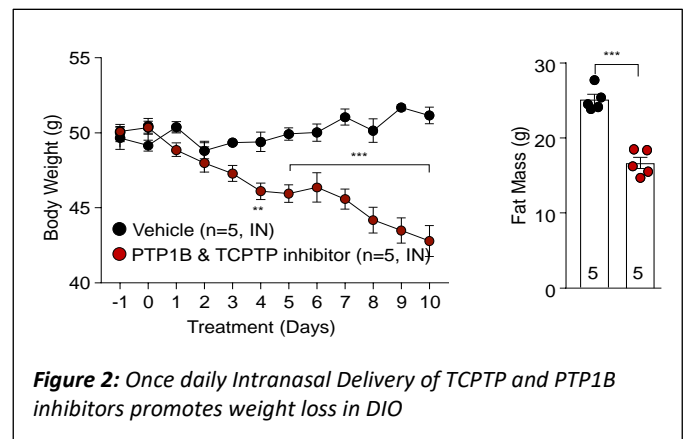 55
50
45
40
Body Weight (g)
***
**
Vehicle (n=5, IN)
PTP1B & TCPTP inhibitor (n=5, IN)
-1 0 1 2 3 4 5 6 7 8 9 10
Treatment (Days)
***
30
20
10
0
Fat Mass (g)
5 5
Figure 2: Once daily Intranasal Delivery of TCPTP and PTP1B
inhibitors promotes weight loss in DIO